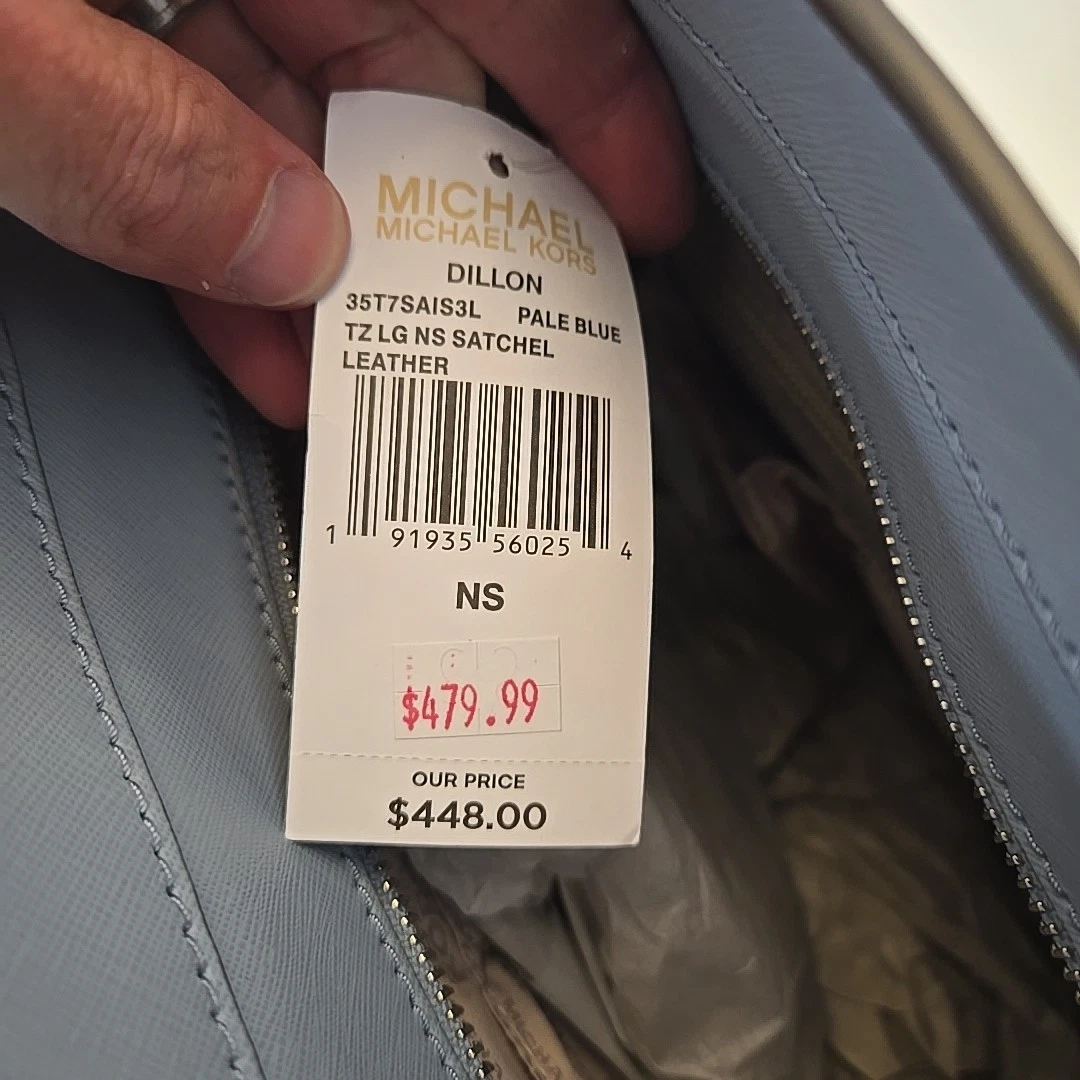 MICHAEL
MICHAEL KORS
DILLON
35T7SAIS3L PALE BLUE
TZ LG NS SATCHEL
LEATHER
1 91935 56025 4
NS
$479.99
OUR PRICE
$448.00